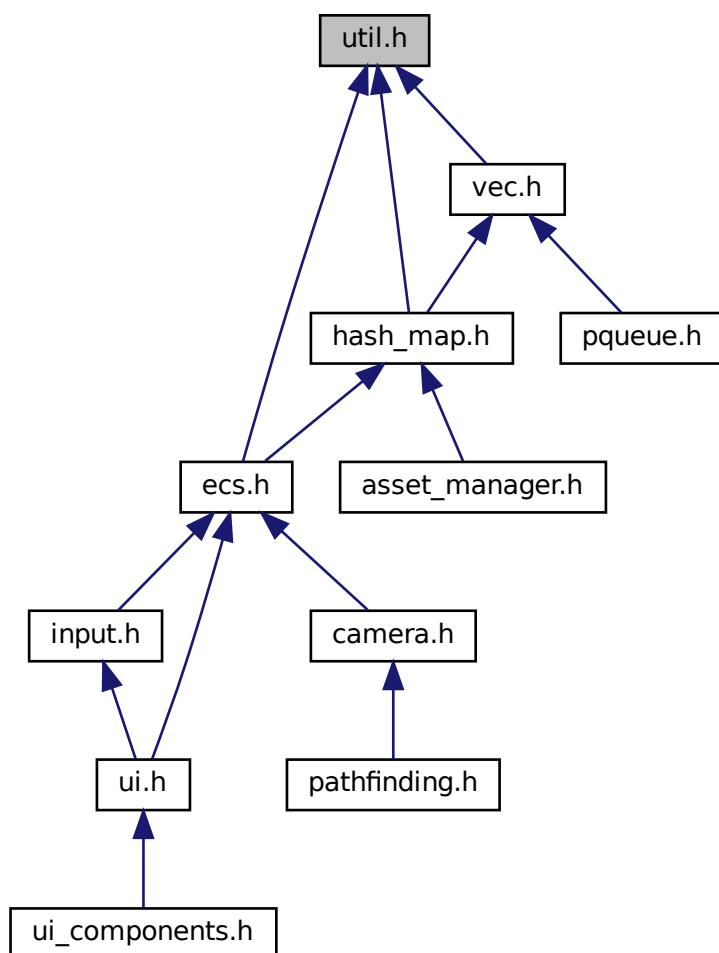 util.h
vec.h
hash_map.h
pqueue.h
ecs.h
asset_manager.h
input.h
camera.h
ui.h
pathfinding.h
ui_components.h